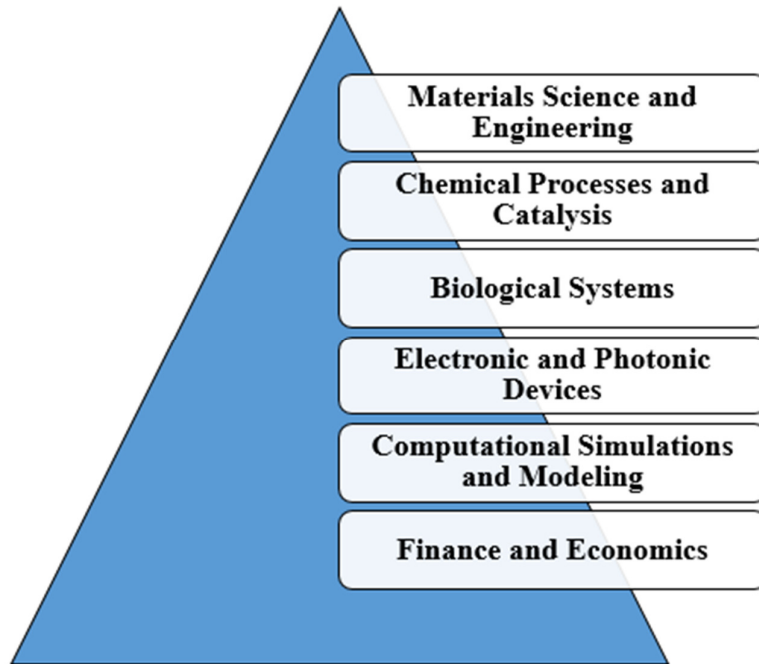 Materials Science and
Engineering
Chemical Processes and
Catalysis
Biological Systems
Electronic and Photonic
Devices
Computational Simulations
and Modeling
Finance and Economics